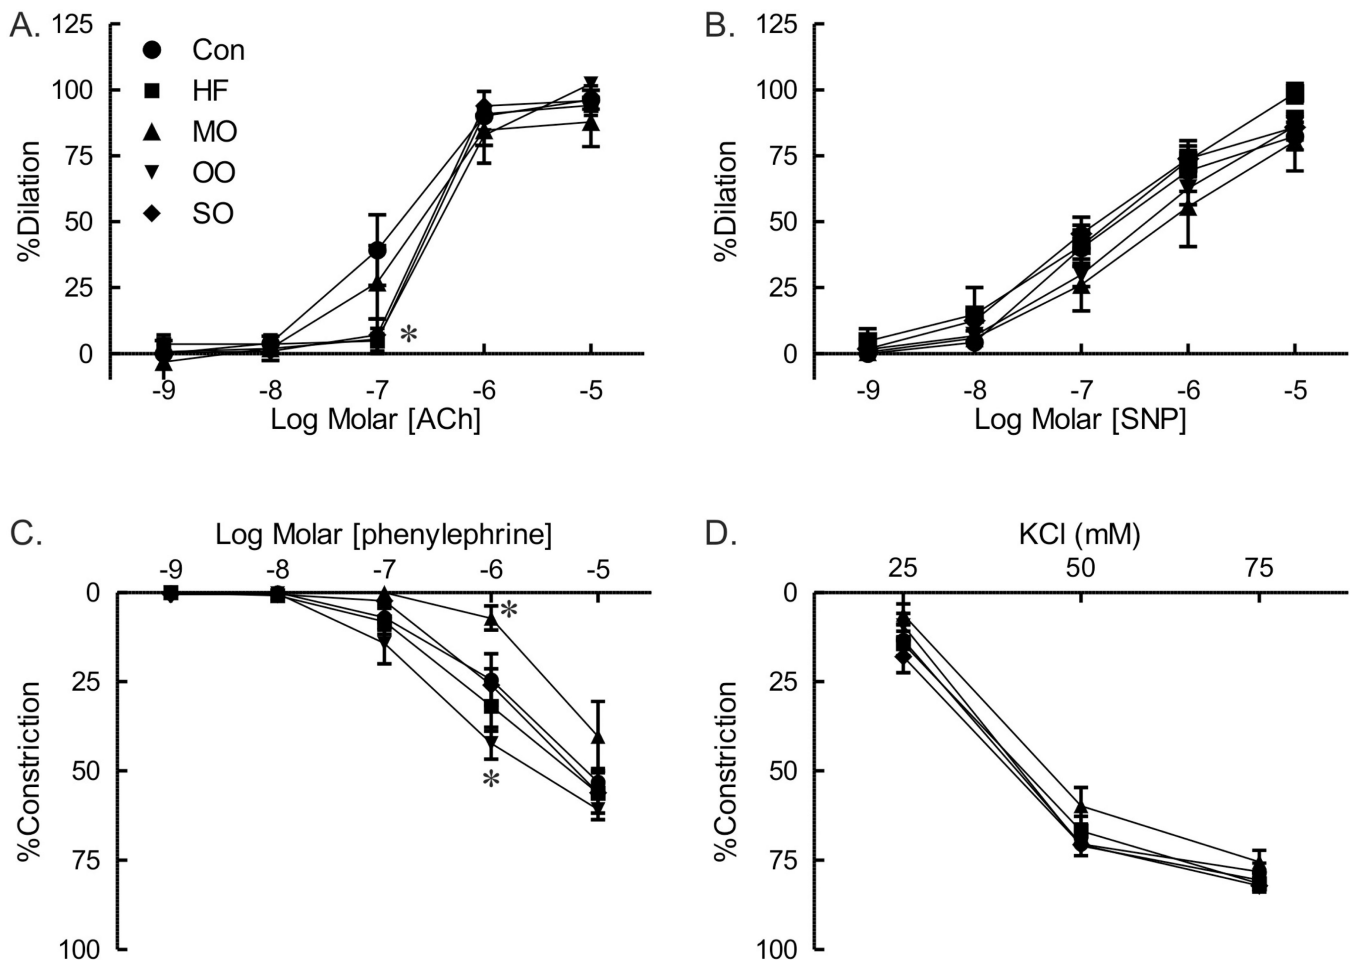 A.
125
100
75
50
25
0
%Dilation
Con
HF
MO
OO
SO
*
-9 -8 -7 -6 -5
Log Molar [ACh]
B.
125
100
75
50
25
0
%Dilation
-9 -8 -7 -6 -5
Log Molar [SNP]
C.
Log Molar [phenylephrine]
-9 -8 -7 -6 -5
0
25
50
75
100
%Constriction
*
*
D.
KCl (mM)
25 50 75
0
25
50
75
100
%Constriction